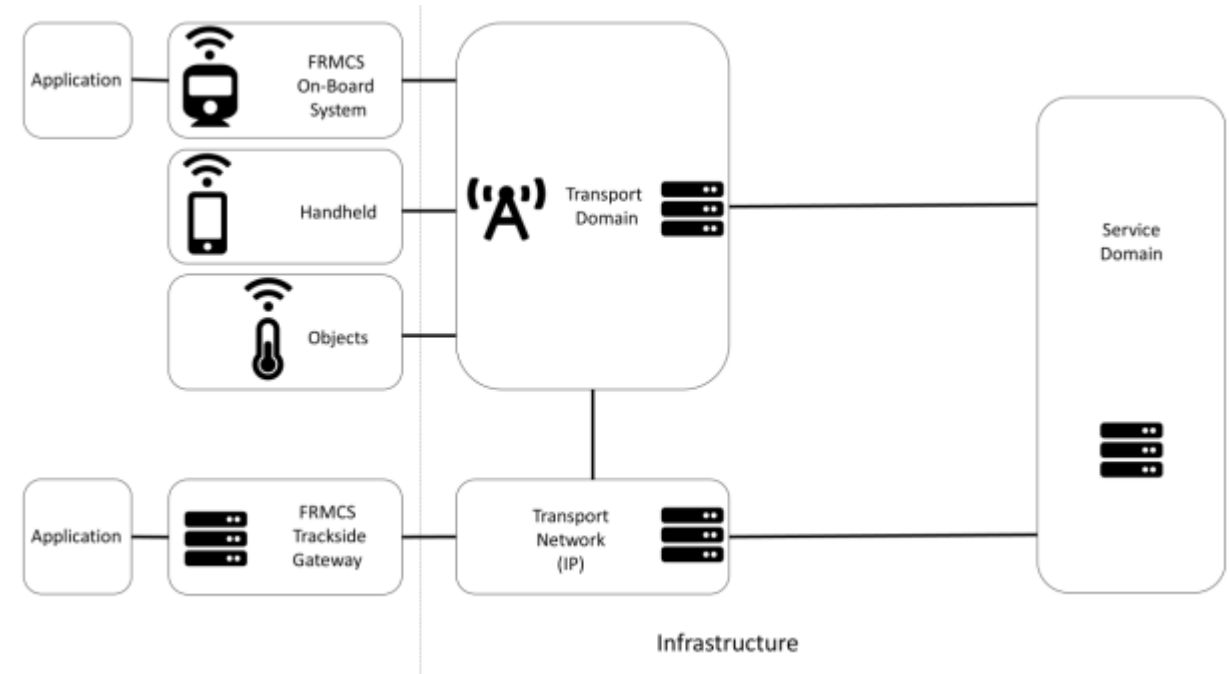 Application
FRMCS
On-Board
System
Handheld
Objects
Transport
Domain
Service
Domain
Application
FRMCS
Trackside
Gateway
Transport
Network
(IP)
Infrastructure